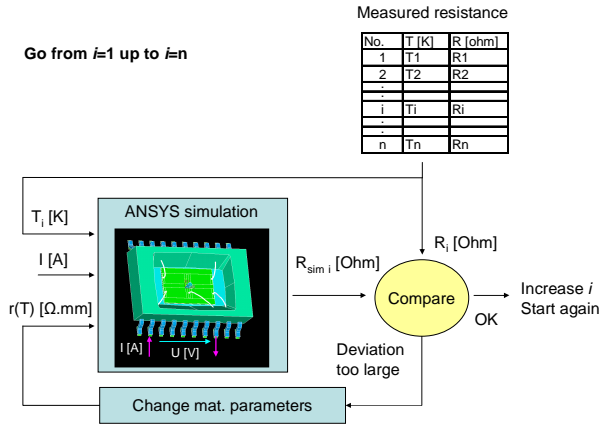 Measured resistance
Go from i=1 up to i=n
No. T [K] R [ohm]
1 T1 R1
2 T2 R2
:
:
i Ti Ri
:
:
n Tn Rn
ANSYS simulation
Ti [K]
I [A]
r(T) [Ω.mm]
I [A]
U [V]
Rsim i [Ohm]
Ri [Ohm]
Compare
Increase i
Start again
OK
Deviation
too large
Change mat. parameters